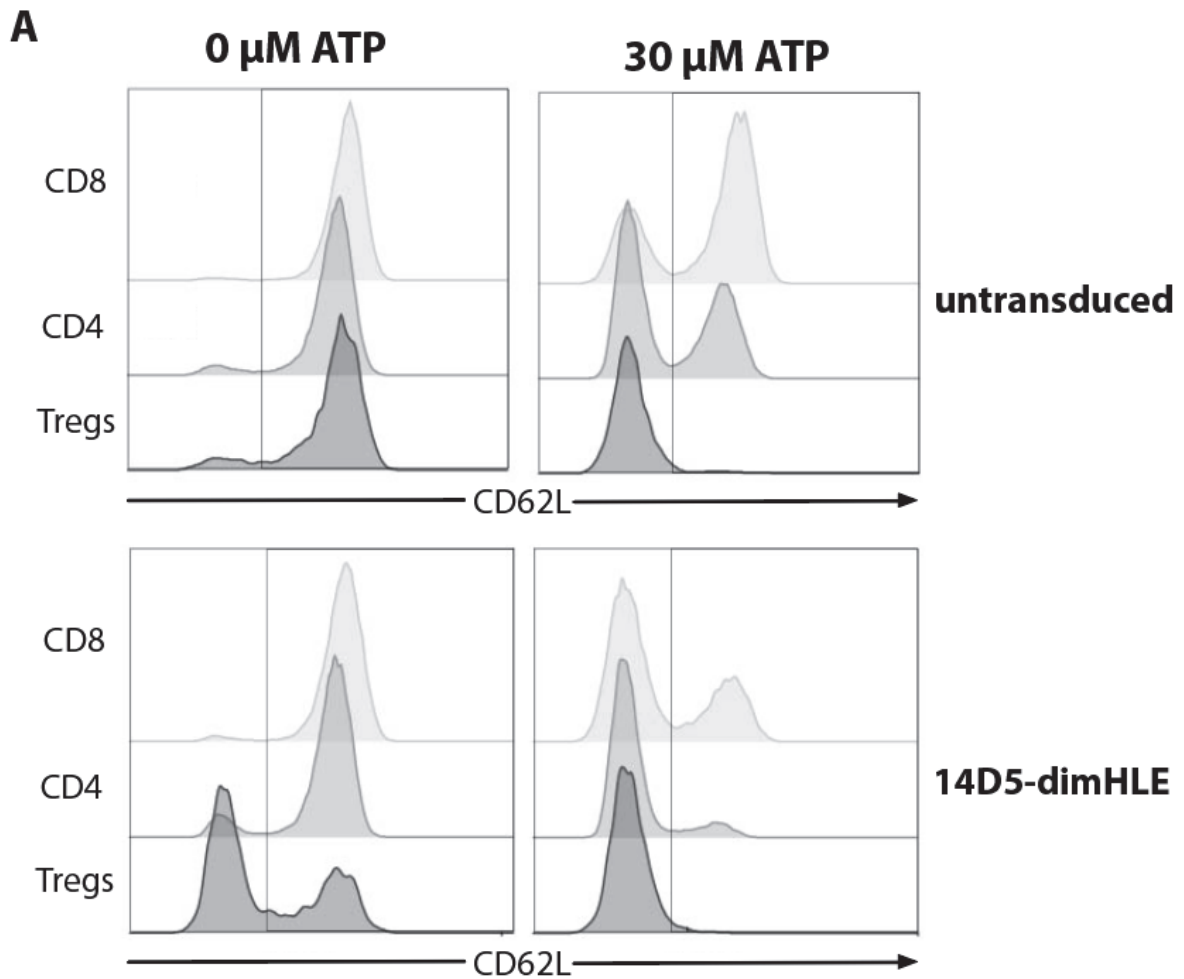 A
0 µM ATP
30 µM ATP
CD8
CD4
Tregs
untransduced
CD62L
CD8
CD4
Tregs
14D5-dimHLE
CD62L